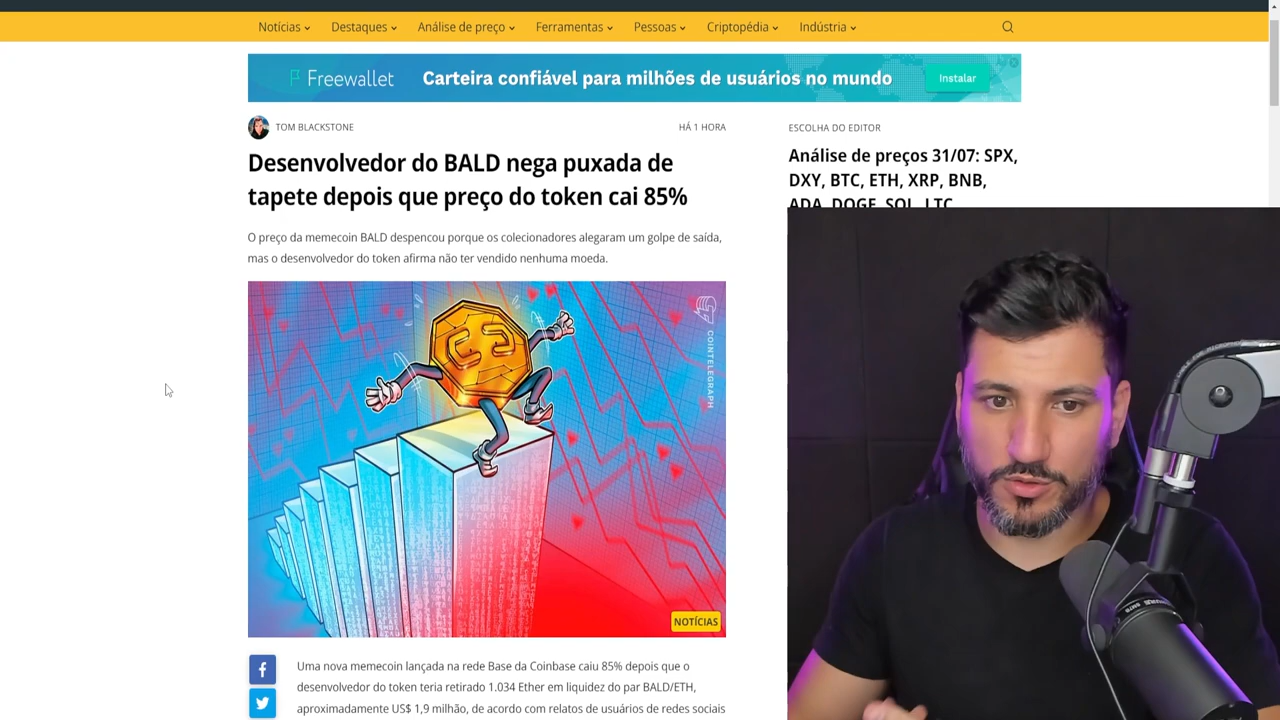 Notícias
Destaques
Análise de preço
Ferramentas
Pessoas
Criptopédia
Indústria
Freewallet
Carteira confiável para milhões de usuários no mundo
Instalar
TOM BLACKSTONE
HÁ 1 HORA
Desenvolvedor do BALD nega puxada de
tapete depois que preço do token cai 85%
O preço da memecoin BALD despencou porque os colecionadores alegaram um golpe de saída,
mas o desenvolvedor do token afirma não ter vendido nenhuma moeda.
COINTELEGRAPH
NOTÍCIAS
Uma nova memecoin lançada na rede Base da Coinbase caiu 85% depois que o
desenvolvedor do token teria retirado 1.034 Ether em liquidez do par BALD/ETH,
aproximadamente US$ 1,9 milhão, de acordo com relatos de usuários de redes sociais
ESCOLHA DO EDITOR
Análise de preços 31/07: SPX,
DXY, BTC, ETH, XRP, BNB,
ADA, DOGE, SOL, LTC